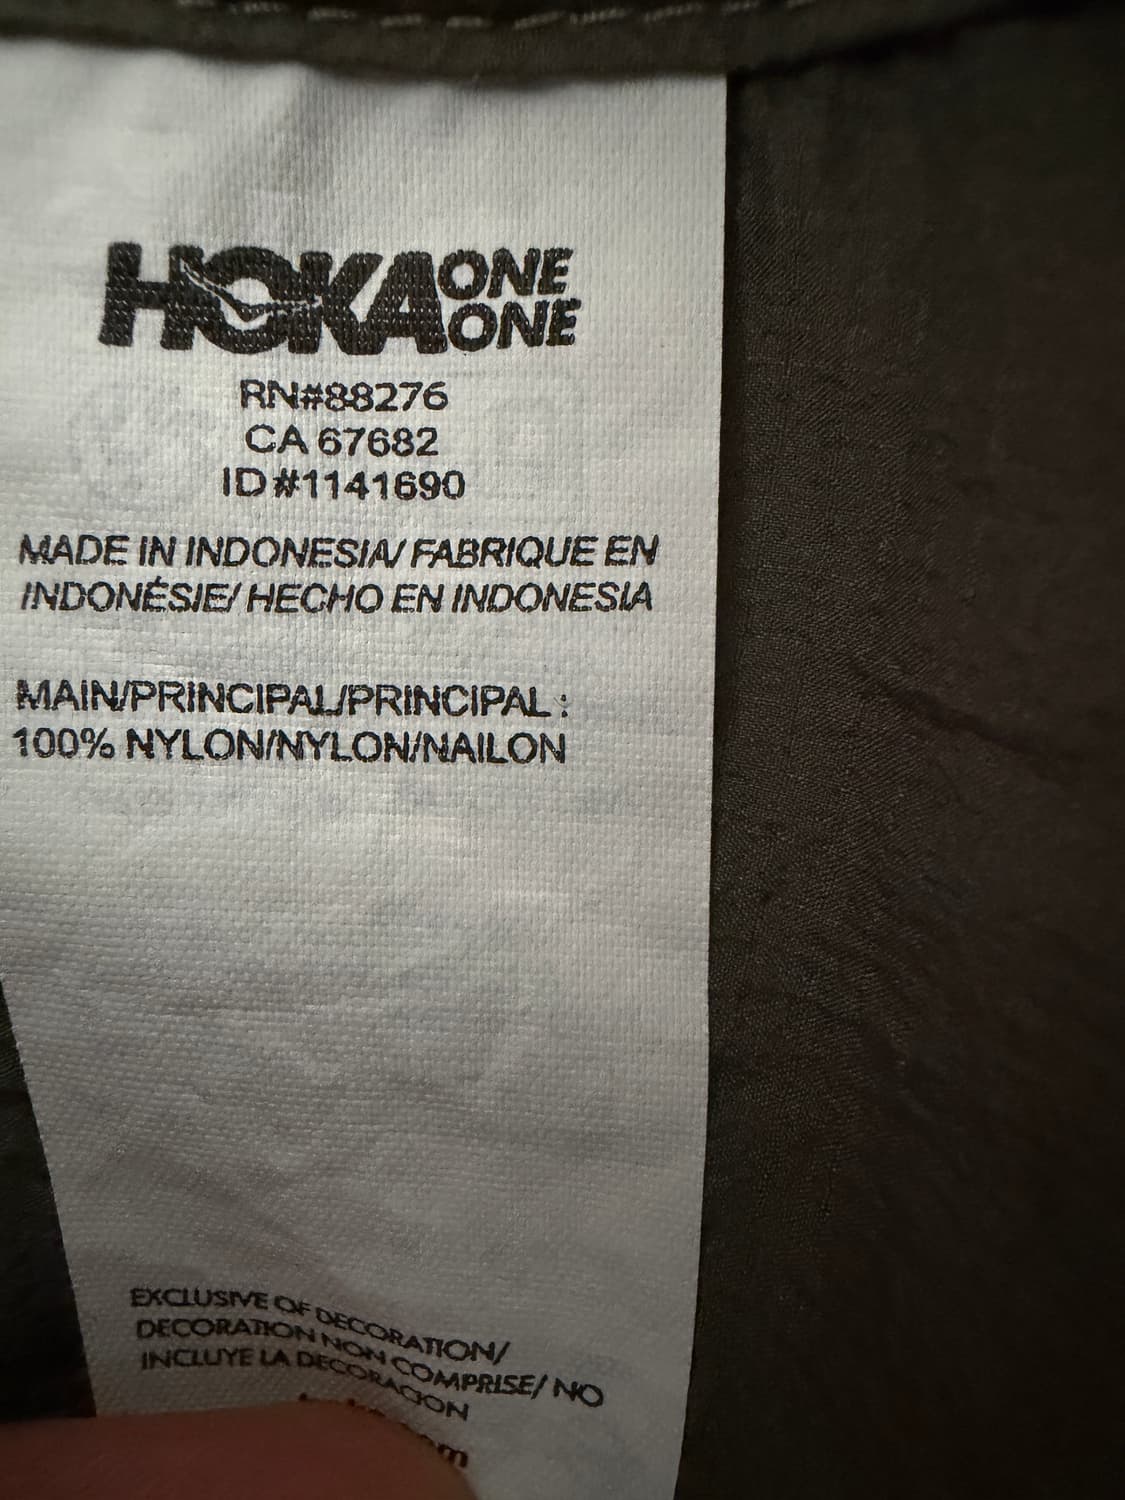 HOKA ONE ONE
RN#88276
CA 67682
ID#1141690
MADE IN INDONESIA/ FABRIQUE EN
INDONÉSIE/ HECHO EN INDONESIA
MAIN/PRINCIPAL/PRINCIPAL :
100% NYLON/NYLON/NAILON
EXCLUSIVE OF DECORATION/
DECORATION NON COMPRISE/ NO
INCLUYE LA DECORACION